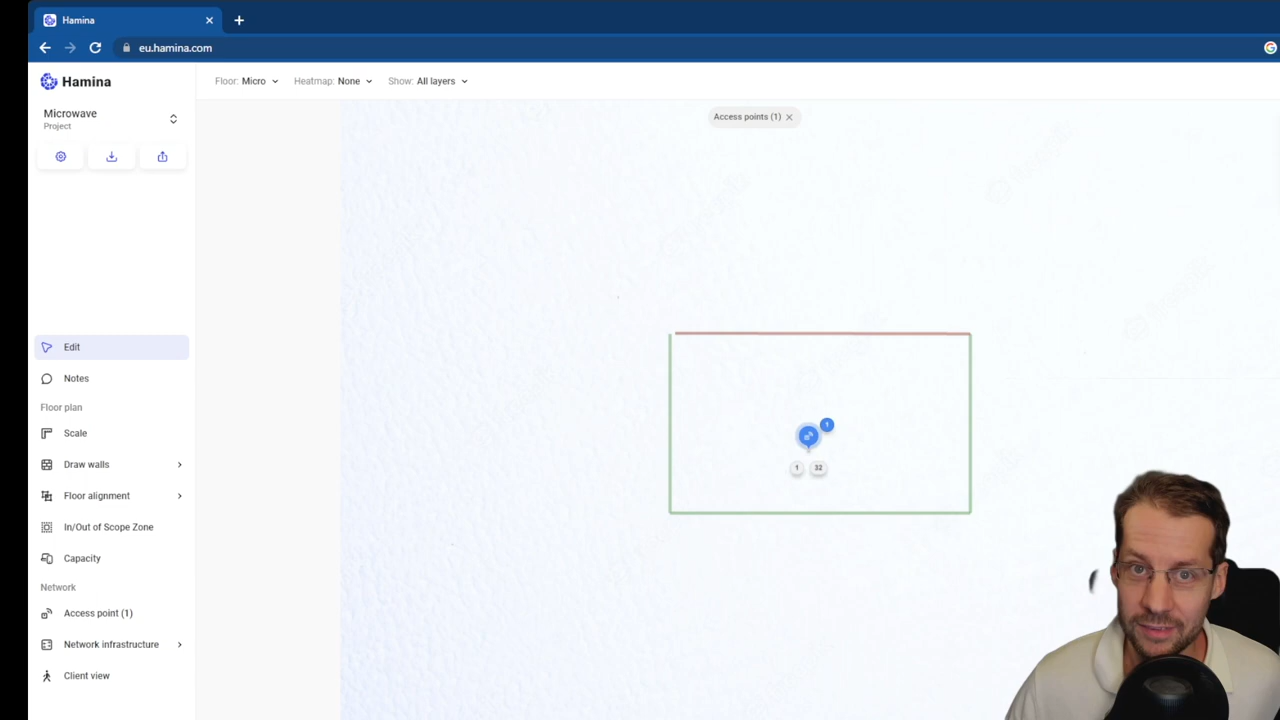 Hamina
eu.hamina.com
Hamina
Floor: Micro
Heatmap: None
Show: All layers
Microwave
Project
Access points (1)
Edit
Notes
Floor plan
Scale
Draw walls
Floor alignment
In/Out of Scope Zone
Capacity
Network
Access point (1)
Network infrastructure
Client view
1
1 32